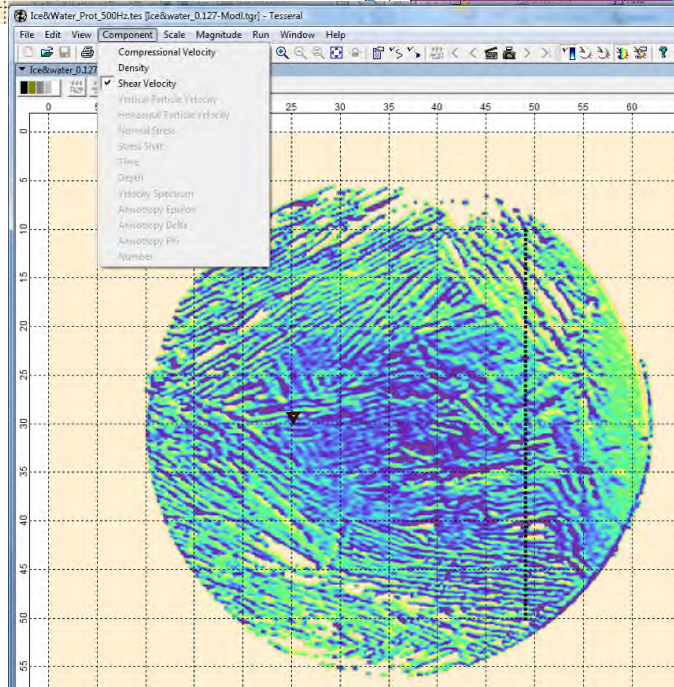 Ice&Water_Prot_500Hz.tes [Ice&water_0.127-Modl.tgr] - Tesseral
File Edit View Component Scale Magnitude Run Window Help
Ice&water_0.127
Compressional Velocity
Density
Shear Velocity
Vertical Particle Velocity
Horizontal Particle Velocity
Normal Stress
Stress Shift
Time
Depth
Velocity Spectrum
Anisotropy Epsilon
Anisotropy Delta
Anisotropy PHI
Number
0 25 30 35 40 45 50 55 60
0
5
10
15
20
25
30
35
40
45
50
55